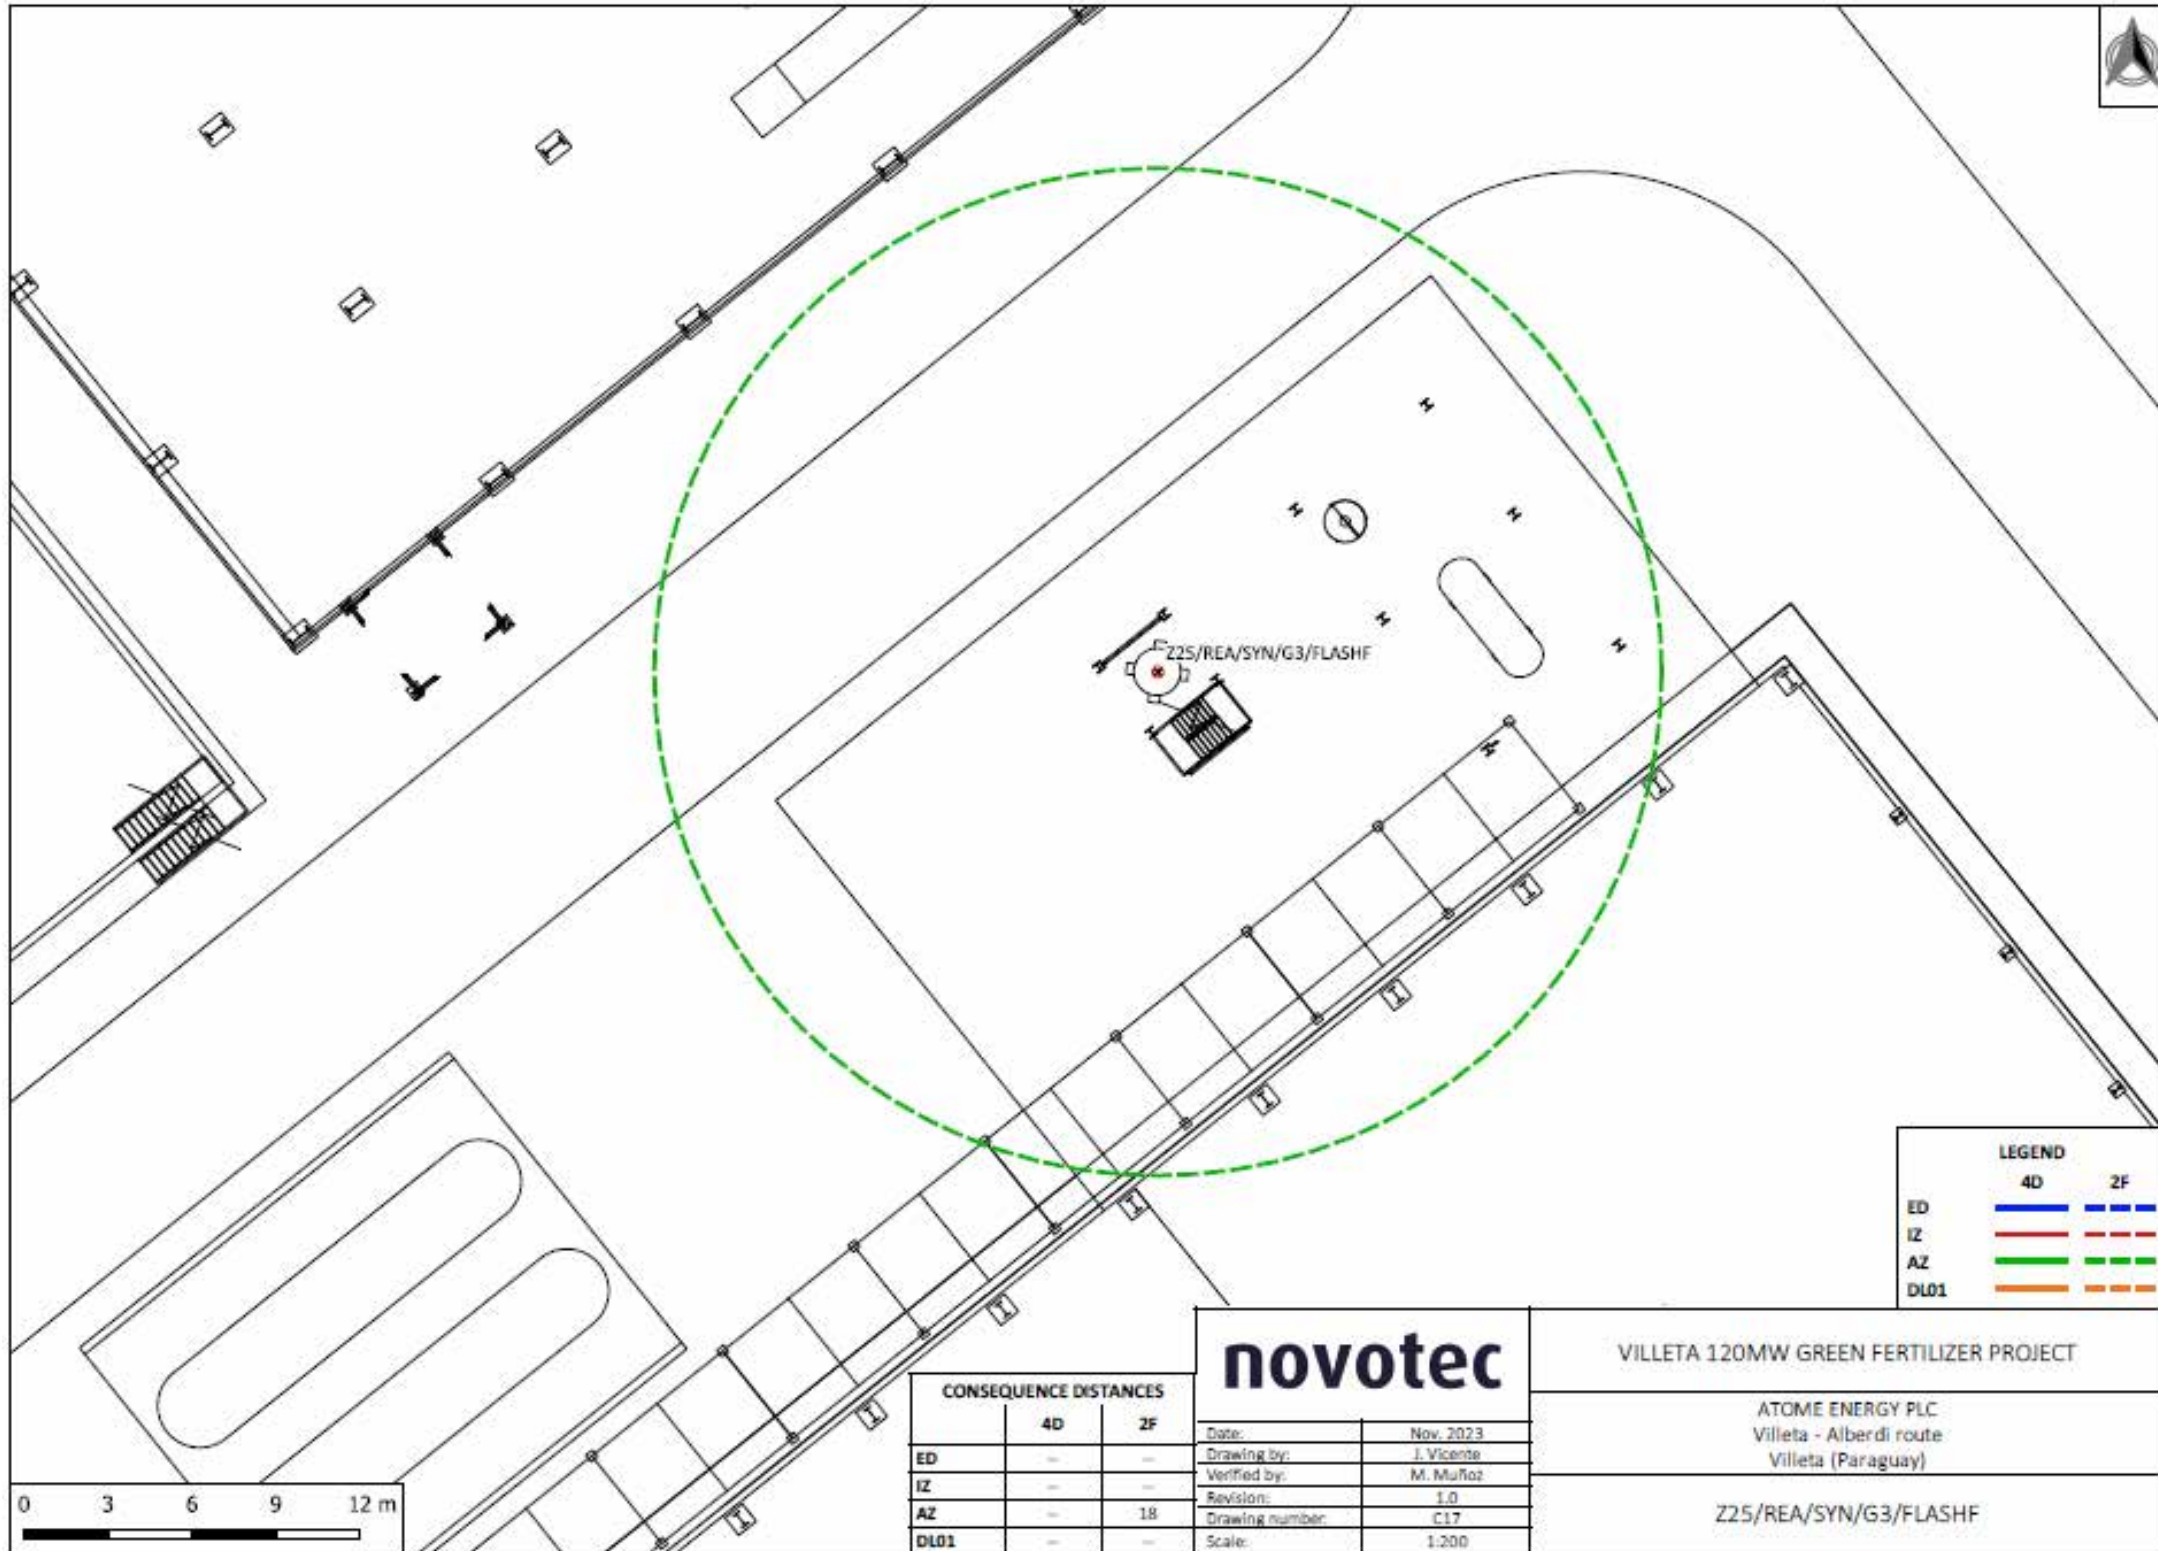 Z25/REA/SYN/G3/FLASHF
LEGEND
4D 2F
ED
IZ
AZ
DL01
0 3 6 9 12 m
CONSEQUENCE DISTANCES
4D 2F
ED – –
IZ – –
AZ – 18
DL01 – –
novotec
Date: Nov. 2023
Drawing by: J. Vicente
Verified by: M. Muñoz
Revision: 1.0
Drawing number: C17
Scale: 1:200
VILLETA 120MW GREEN FERTILIZER PROJECT
ATOME ENERGY PLC
Villeta - Alberdi route
Villeta (Paraguay)
Z25/REA/SYN/G3/FLASHF